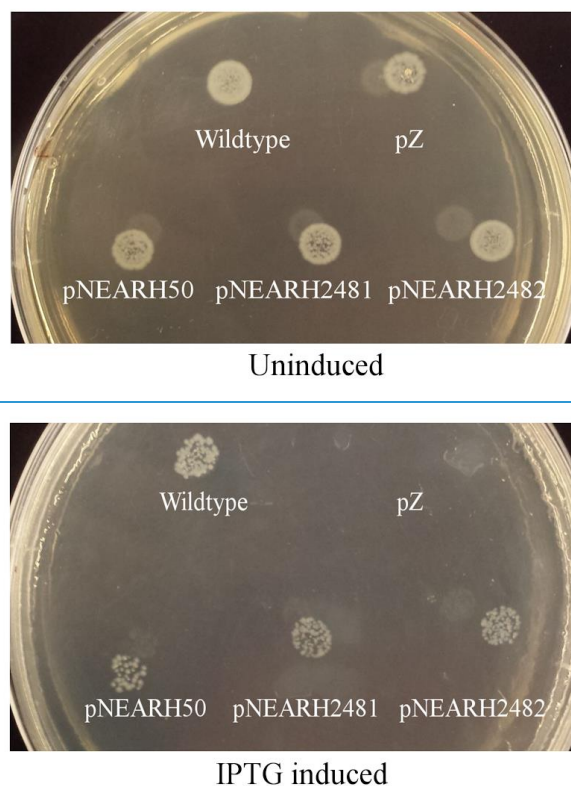 Wildtype pZ
pNEARH50 pNEARH2481 pNEARH2482
Uninduced
Wildtype pZ
pNEARH50 pNEARH2481 pNEARH2482
IPTG induced